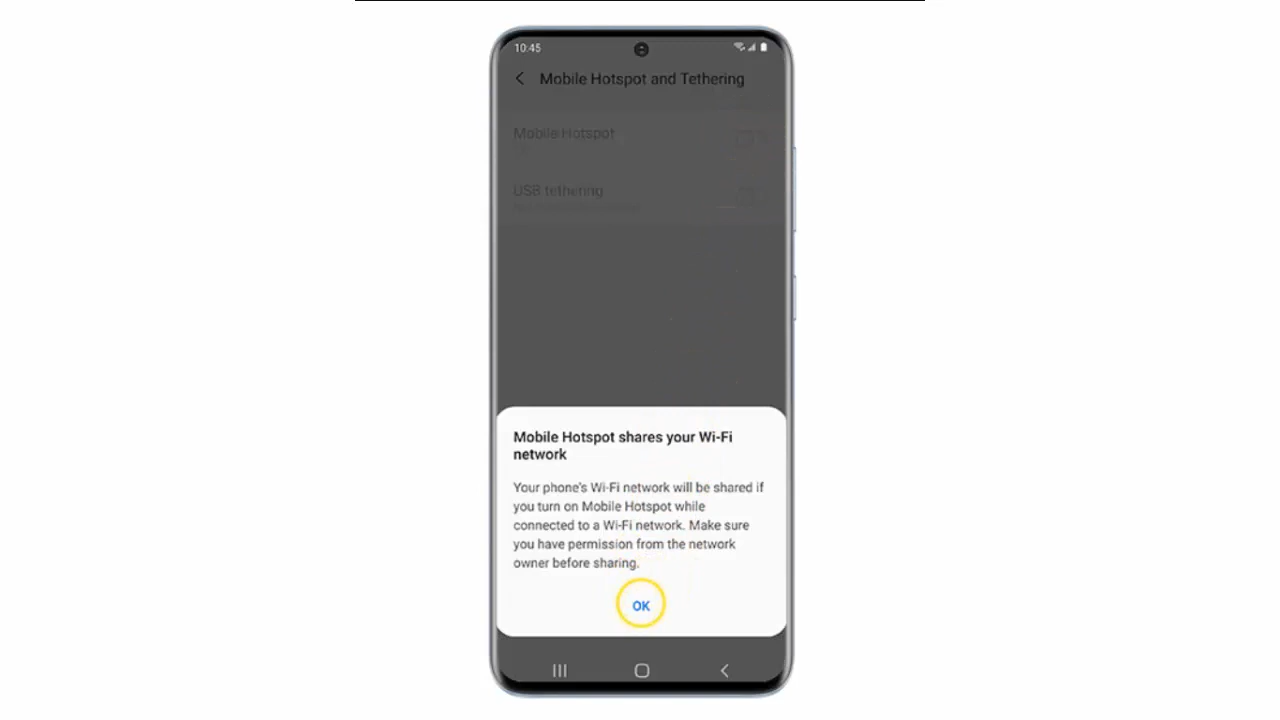 10:45
Mobile Hotspot and Tethering
Mobile Hotspot
USB tethering
Mobile Hotspot shares your Wi-Fi
network
Your phone's Wi-Fi network will be shared if
you turn on Mobile Hotspot while
connected to a Wi-Fi network. Make sure
you have permission from the network
owner before sharing.
OK